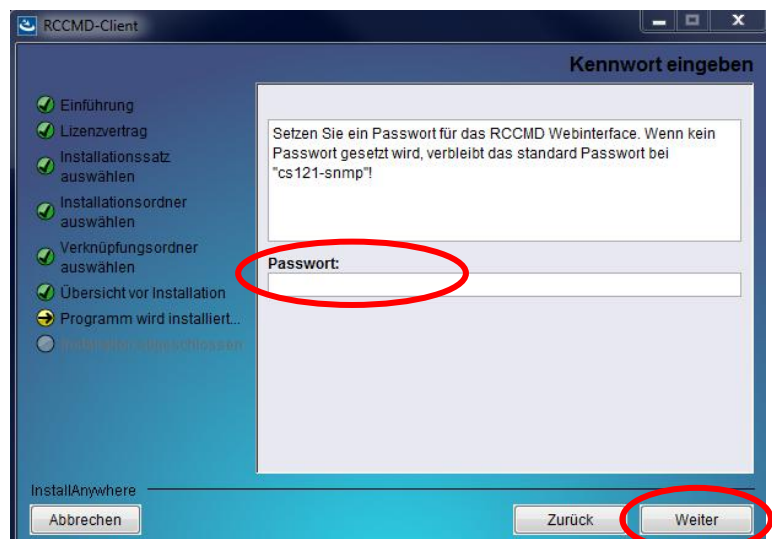 RCCMD-Client
Kennwort eingeben
Einführung
Lizenzvertrag
Installationssatz
auswählen
Installationsordner
auswählen
Verknüpfungsordner
auswählen
Übersicht vor Installation
Programm wird installiert...
Installation abgeschlossen
Setzen Sie ein Passwort für das RCCMD Webinterface. Wenn kein
Passwort gesetzt wird, verbleibt das standard Passwort bei
"cs121-snmp"!
Passwort:
InstallAnywhere
Abbrechen
Zurück
Weiter